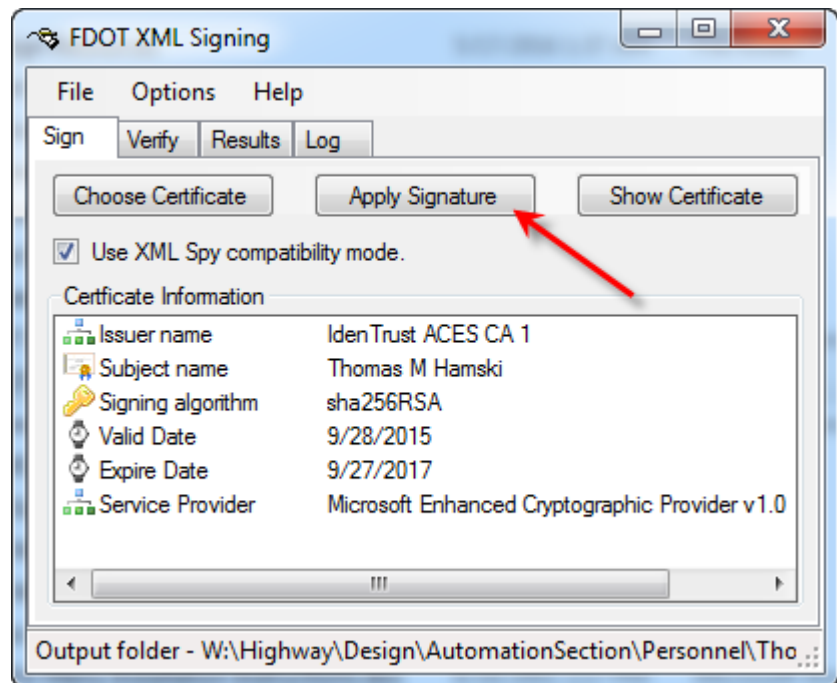 FDOT XML Signing
File Options Help
Sign Verify Results Log
Choose Certificate Apply Signature Show Certificate
Use XML Spy compatibility mode.
Certficate Information
Issuer name IdenTrust ACES CA 1
Subject name Thomas M Hamski
Signing algorithm sha256RSA
Valid Date 9/28/2015
Expire Date 9/27/2017
Service Provider Microsoft Enhanced Cryptographic Provider v1.0
Output folder - W:\Highway\Design\AutomationSection\Personnel\Tho